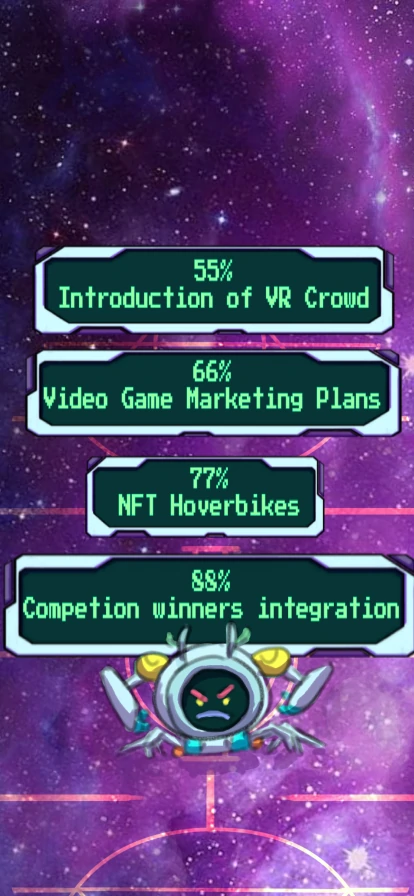 55%
Introduction of VR Crowd
66%
Video Game Marketing Plans
77%
NFT Hoverbikes
88%
Competion winners integration